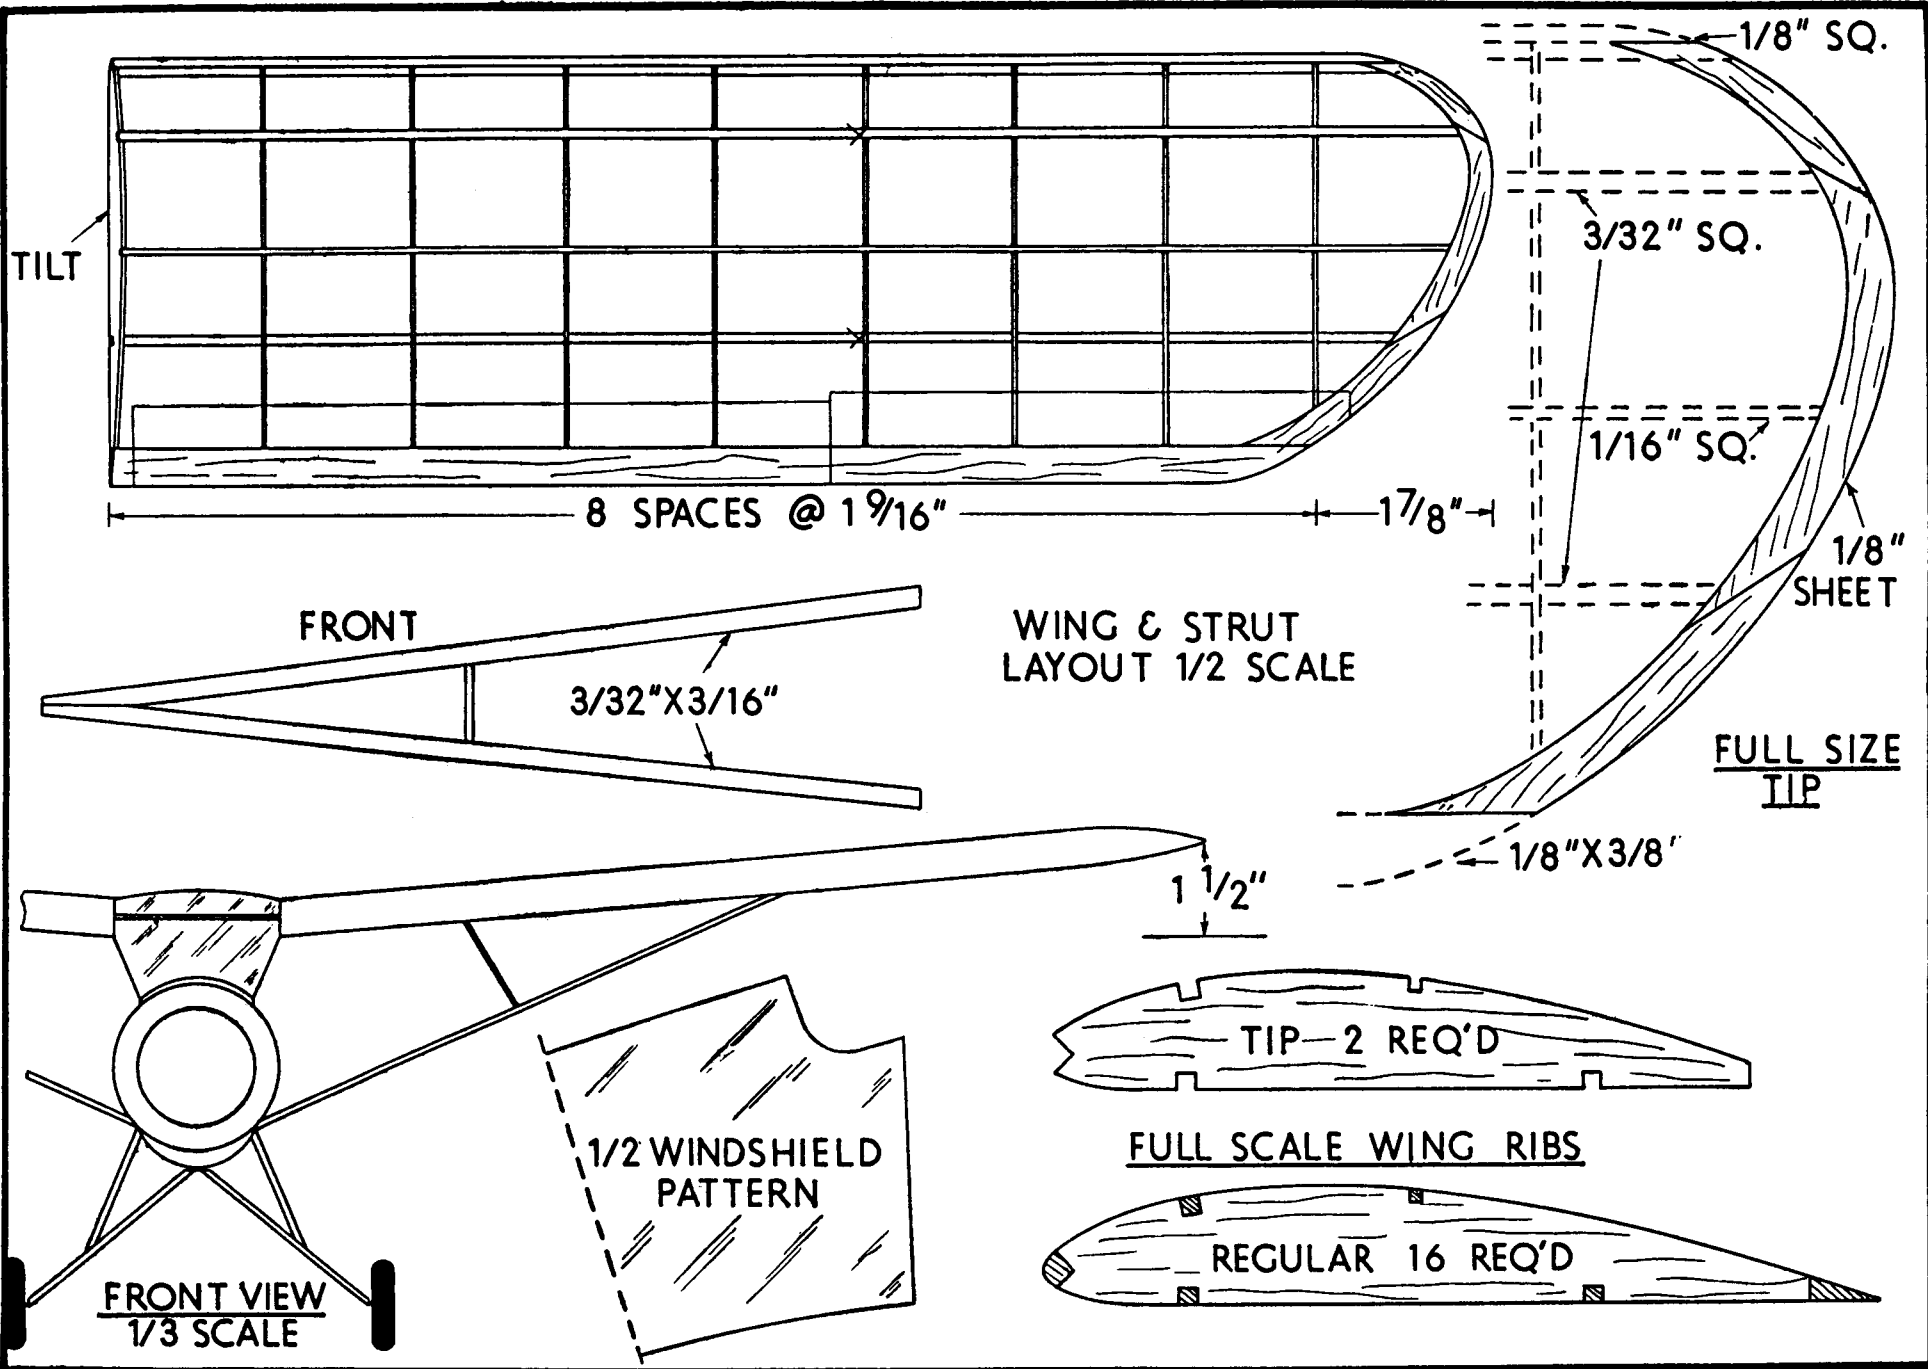 1/8" SQ.
TILT
3/32" SQ.
1/16" SQ.
8 SPACES @ 1 9/16"
1 7/8"
1/8"
SHEET
FRONT
WING & STRUT
LAYOUT 1/2 SCALE
3/32"X3/16"
FULL SIZE
TIP
1/8"X3/8"
1 1/2"
TIP-2 REQ'D
1/2 WINDSHIELD
PATTERN
FULL SCALE WING RIBS
REGULAR 16 REQ'D
FRONT VIEW
1/3 SCALE